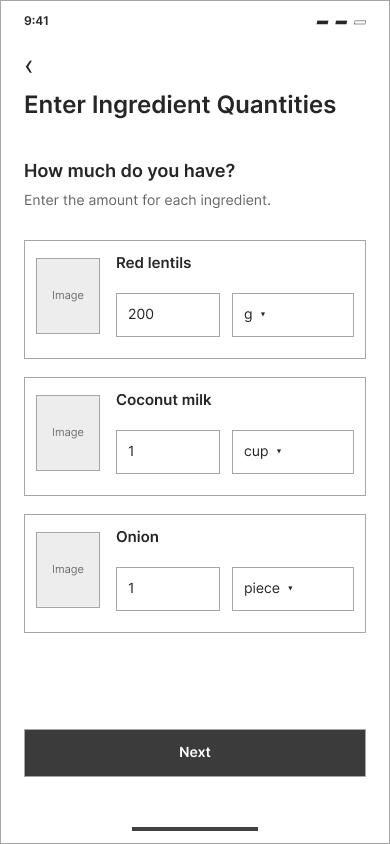 9:41
Enter Ingredient Quantities
How much do you have?
Enter the amount for each ingredient.
Red lentils
Image
200
g
Coconut milk
Image
1
cup
Onion
Image
1
piece
Next